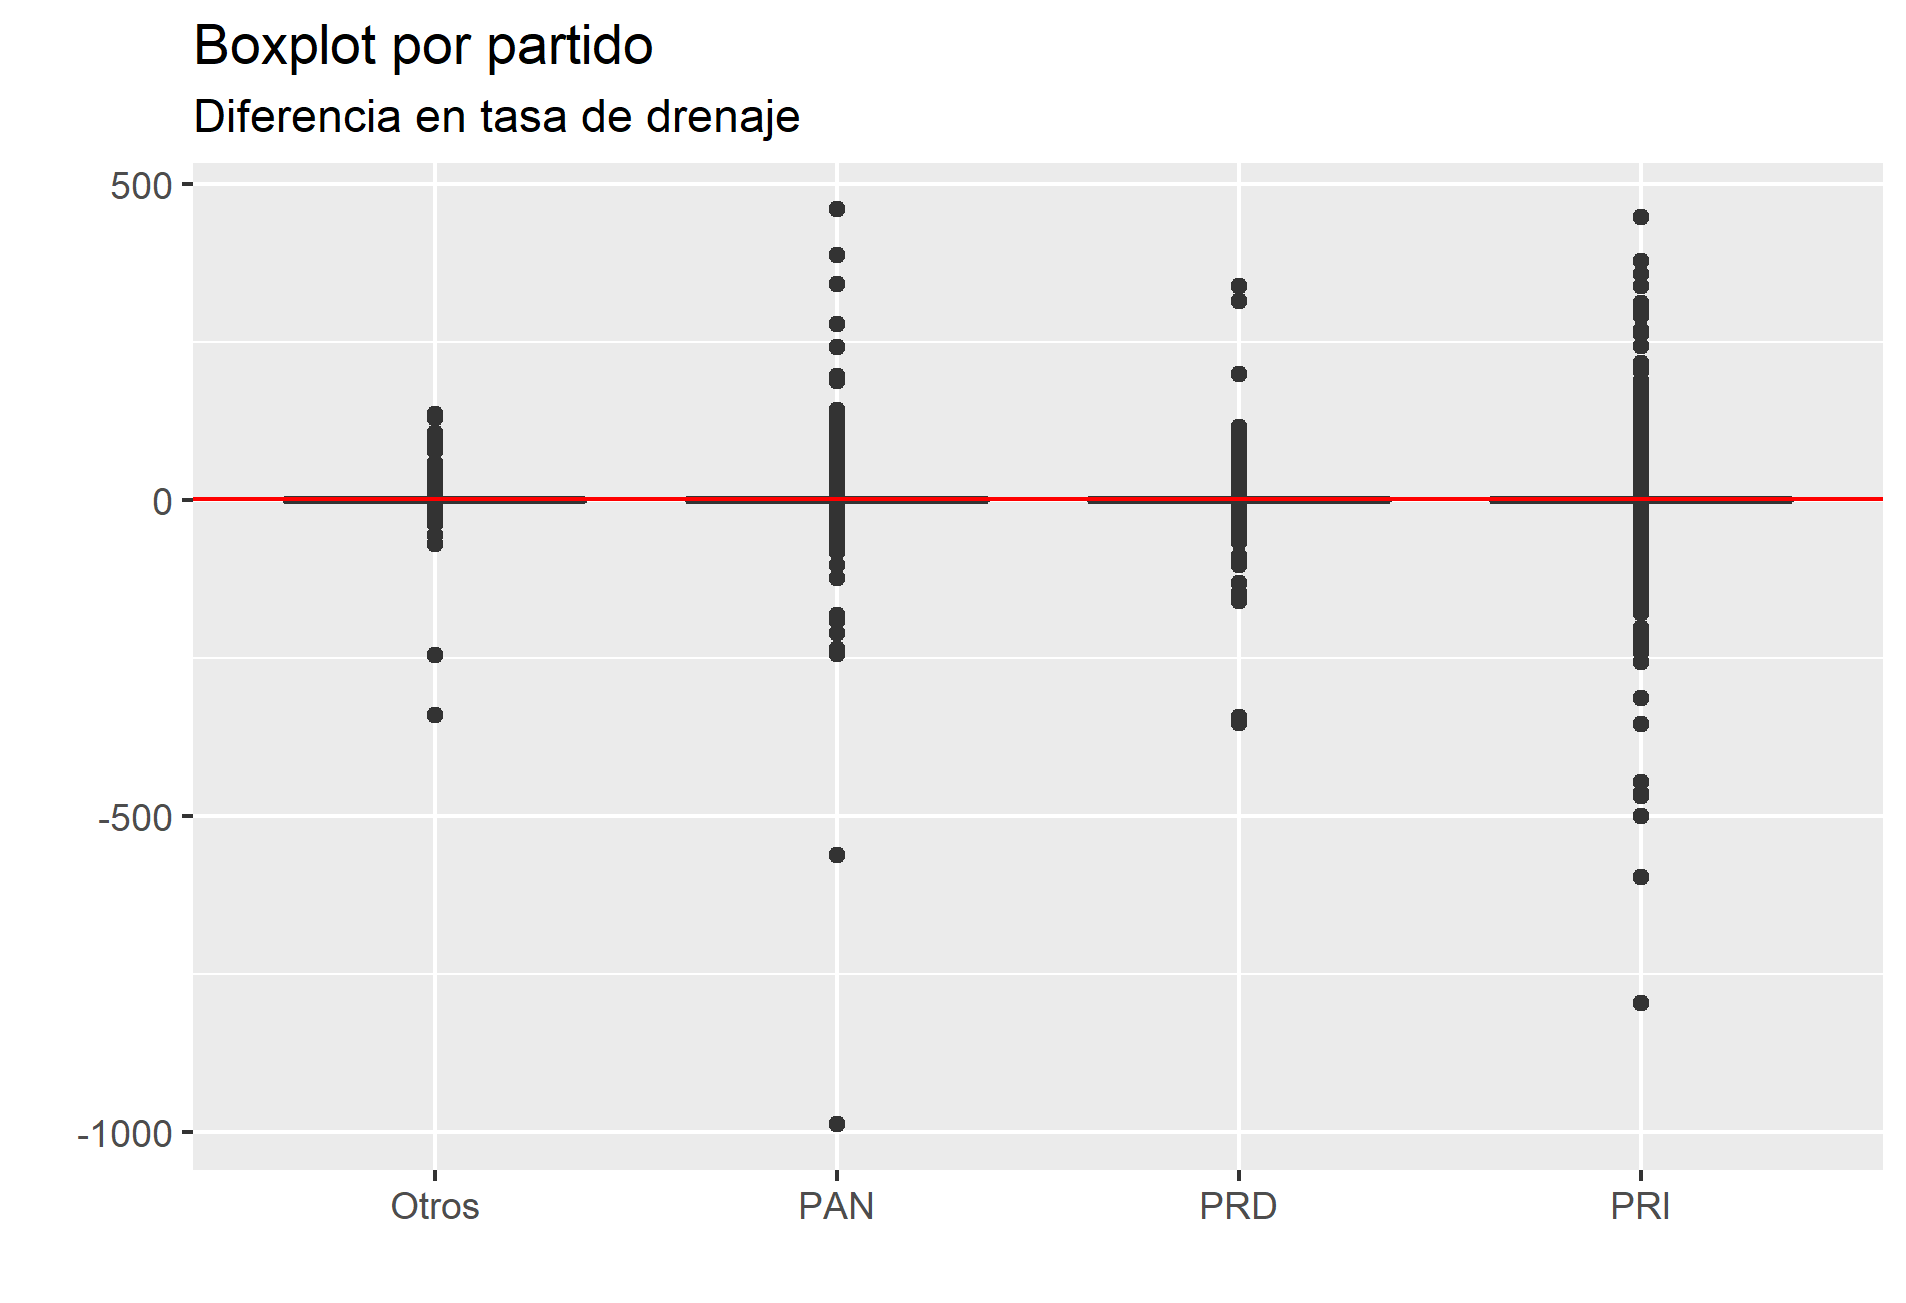 Boxplot por partido
Diferencia en tasa de drenaje
500
0
-500
-1000
Otros PAN PRD PRI